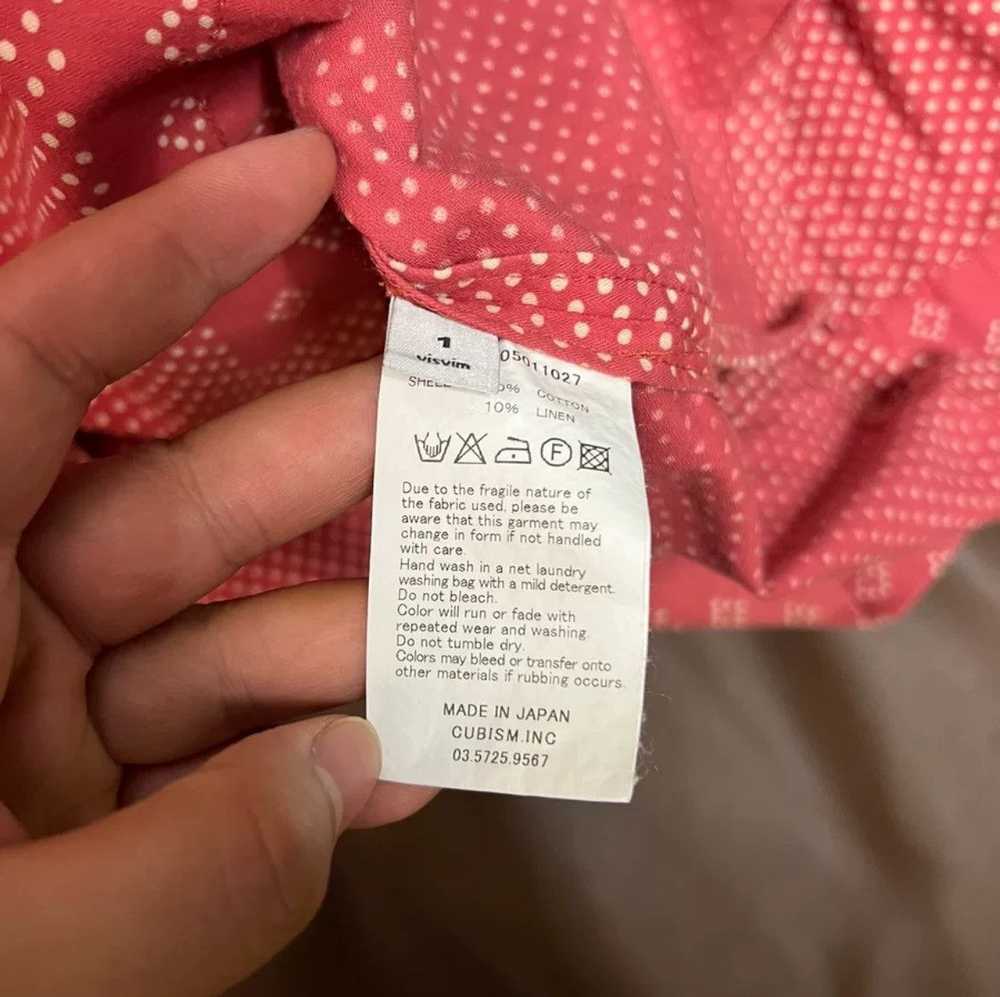 1
visvim
05011027
0% COTTON
10% LINEN
F
Due to the fragile nature of
the fabric used, please be
aware that this garment may
change in form if not handled
with care.
Hand wash in a net laundry
washing bag with a mild detergent.
Do not bleach.
Color will run or fade with
repeated wear and washing.
Do not tumble dry.
Colors may bleed or transfer onto
other materials if rubbing occurs.
MADE IN JAPAN
CUBISM.INC
03.5725.9567